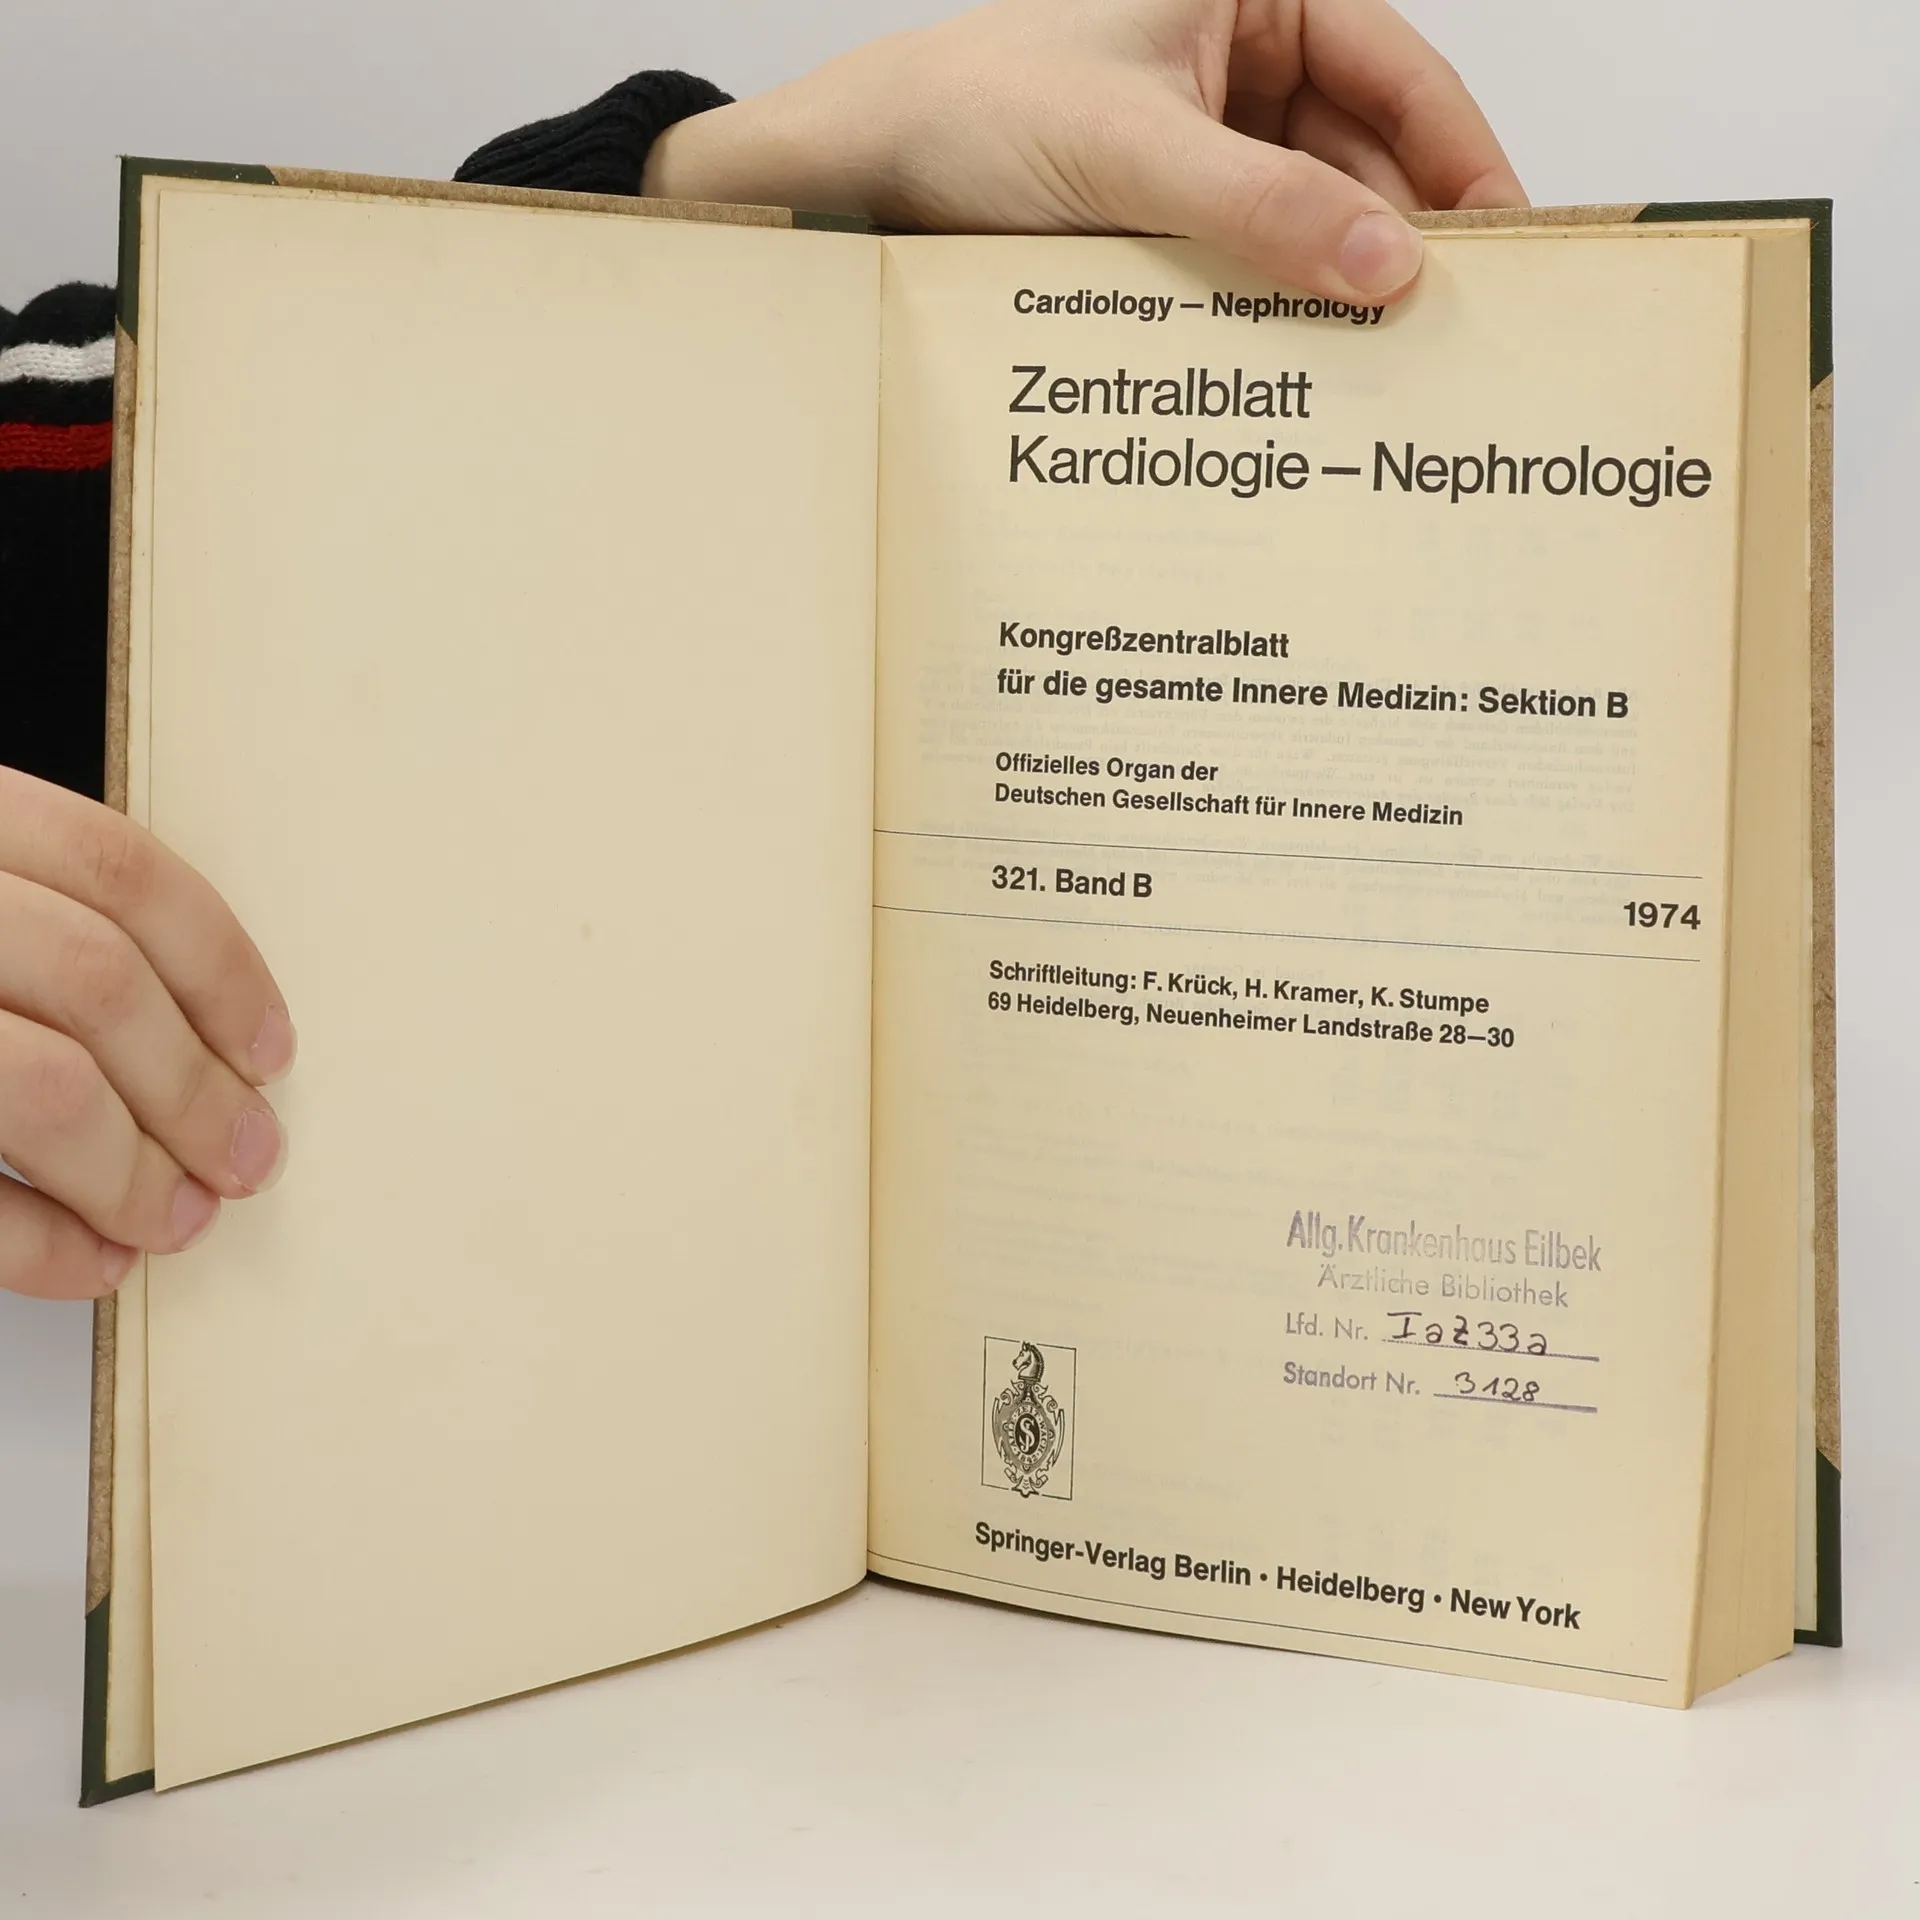 Cardiology — Nephrology
Zentralblatt
Kardiologie — Nephrologie
Kongreßzentralblatt
für die gesamte Innere Medizin: Sektion B
Offizielles Organ der
Deutschen Gesellschaft für Innere Medizin
321. Band B
1974
Schriftleitung: F. Krück, H. Kramer, K. Stumpe
69 Heidelberg, Neuenheimer Landstraße 28—30
Allg. Krankenhaus Eilbek
Ärztliche Bibliothek
Lfd. Nr. IaZ33a
Standort Nr. 3128
Springer-Verlag Berlin • Heidelberg • New York